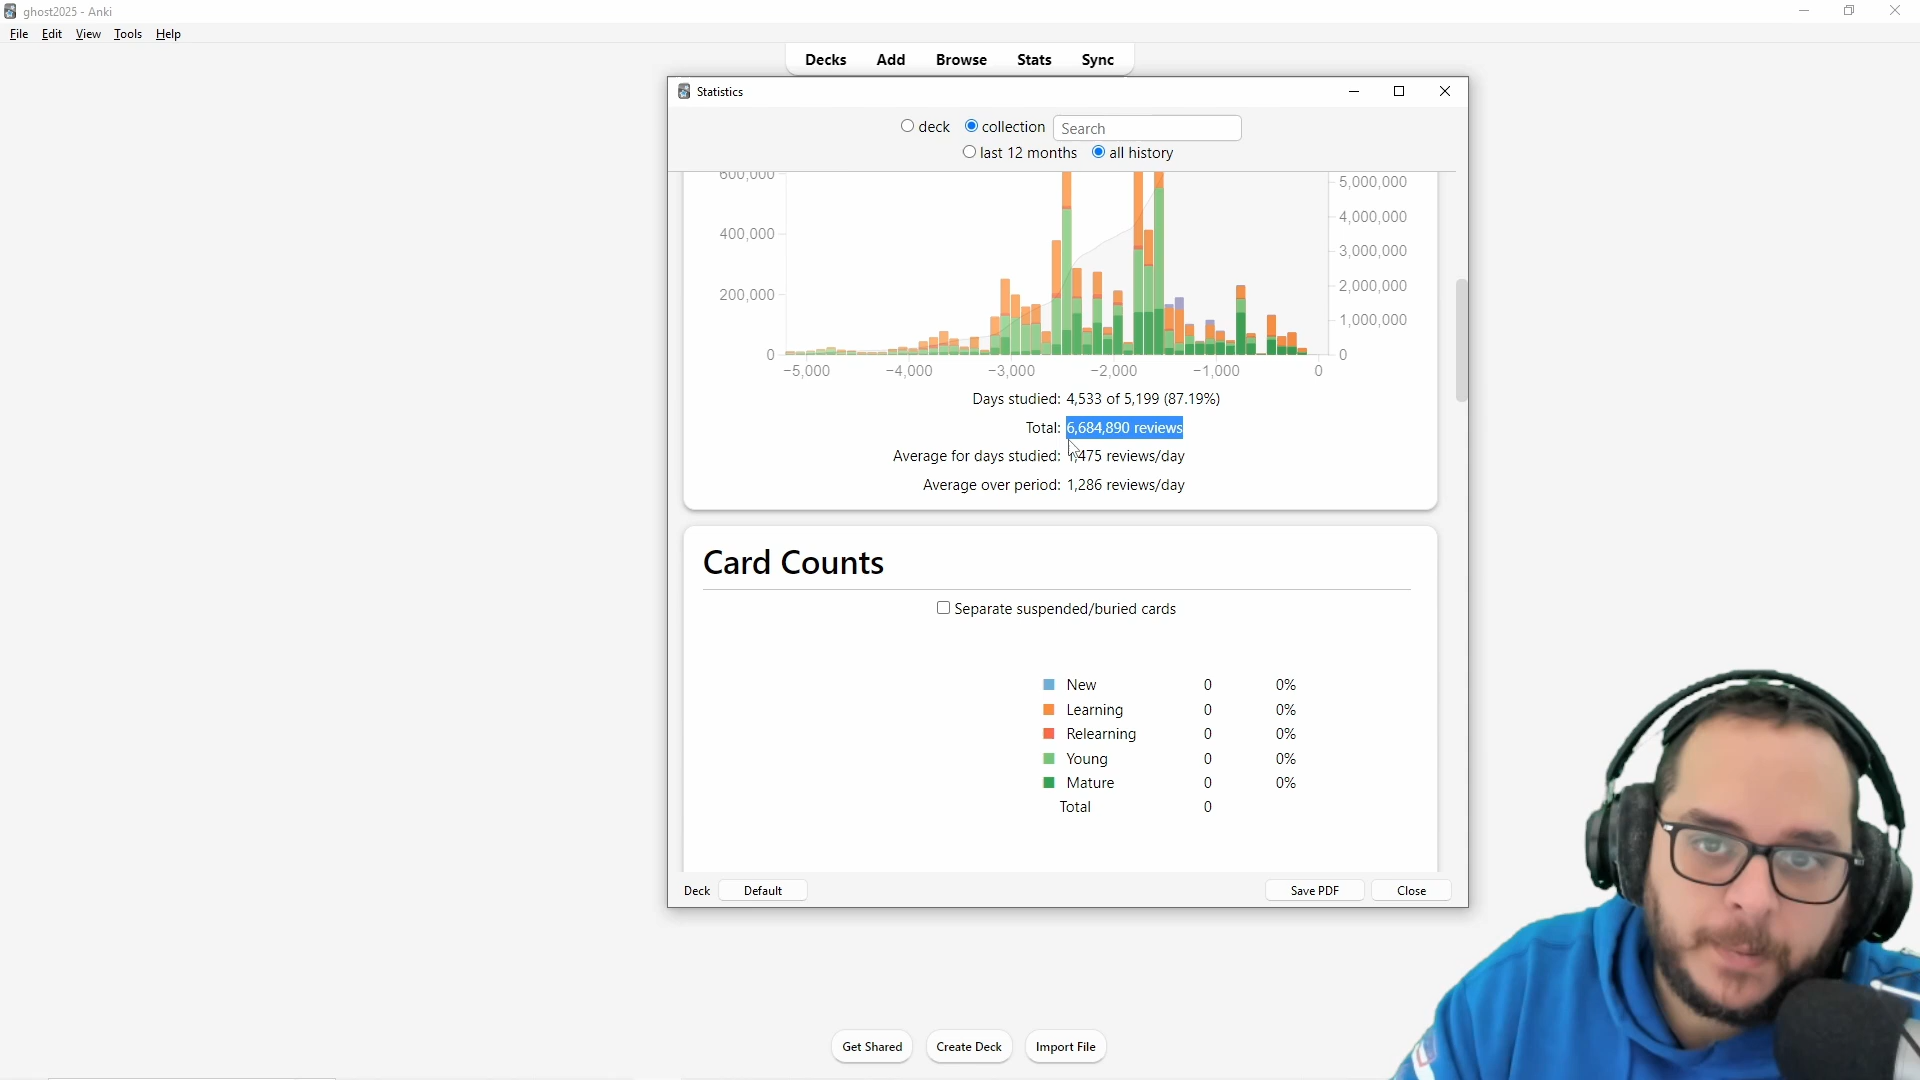 ghost2025 - Anki
File Edit View Tools Help
Decks Add Browse Stats Sync
Statistics
deck collection Search
last 12 months all history
600,000 5,000,000
4,000,000
400,000
3,000,000
200,000 2,000,000
1,000,000
0 0
−5,000 −4,000 −3,000 −2,000 −1,000 0
Days studied: 4,533 of 5,199 (87.19%)
Total: 6,684,890 reviews
Average for days studied: 1,475 reviews/day
Average over period: 1,286 reviews/day
Card Counts
Separate suspended/buried cards
New 0 0%
Learning 0 0%
Relearning 0 0%
Young 0 0%
Mature 0 0%
Total 0
Deck Default Save PDF Close
Get Shared Create Deck Import File